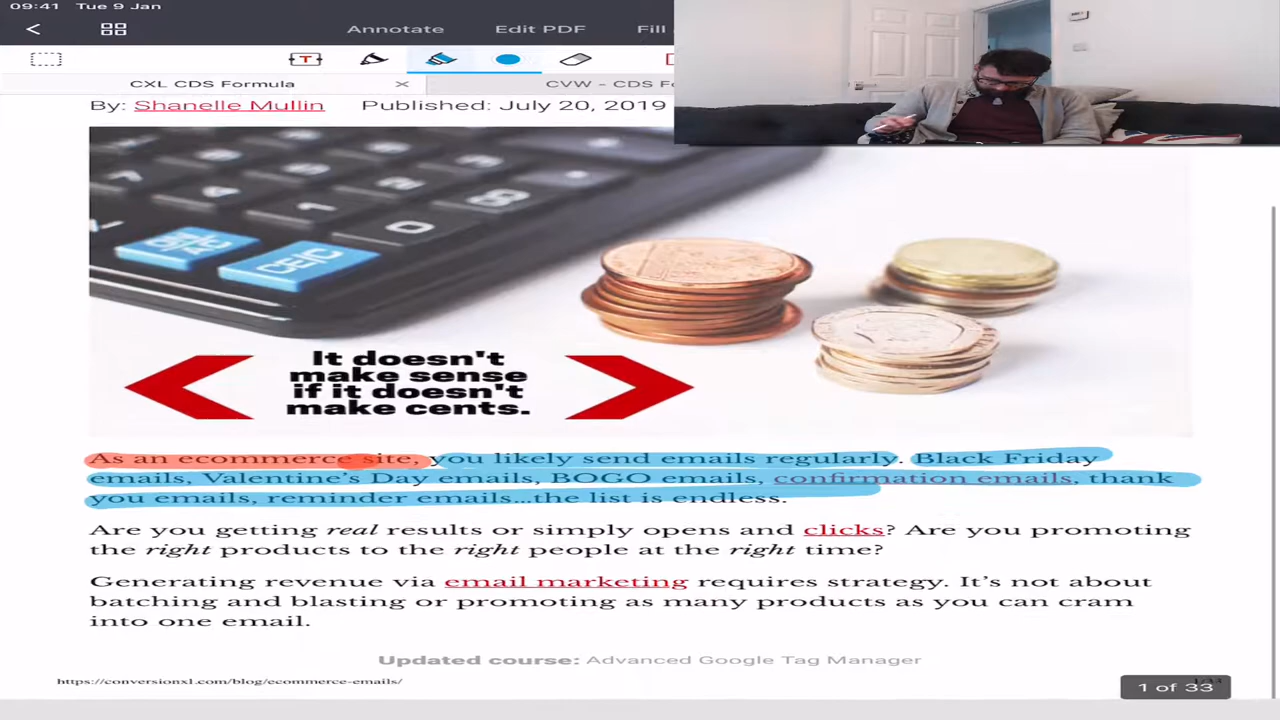 09:41 Tue 9 Jan
Annotate Edit PDF Fill
T
CXL CDS Formula × CVW - CDS Fo
By: Shanelle Mullin Published: July 20, 2019
CE/C
0
It doesn't
make sense
if it doesn't
make cents.
As an ecommerce site, you likely send emails regularly. Black Friday
emails, Valentine's Day emails, BOGO emails, confirmation emails, thank
you emails, reminder emails...the list is endless.
Are you getting real results or simply opens and clicks? Are you promoting
the right products to the right people at the right time?
Generating revenue via email marketing requires strategy. It's not about
batching and blasting or promoting as many products as you can cram
into one email.
Updated course: Advanced Google Tag Manager
https://conversionxl.com/blog/ecommerce-emails/
1 of 33